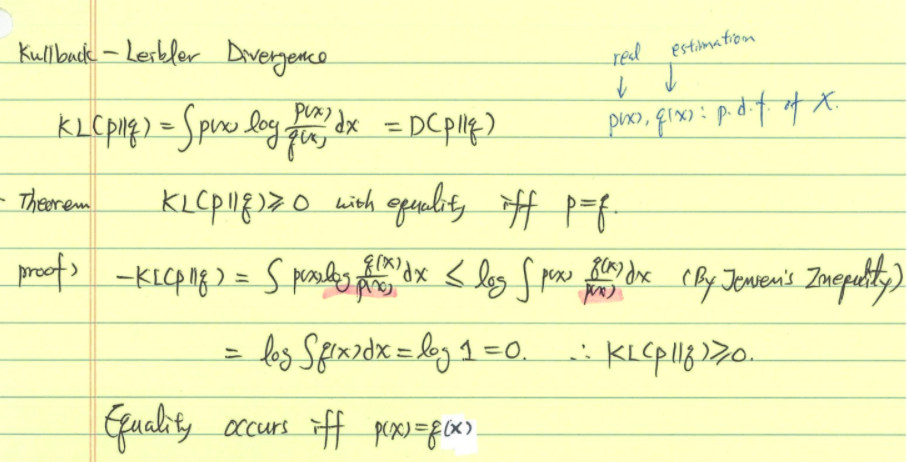 Kullback - Leibler Divergence
real estimation
↓ ↓
p(x), q(x) : p.d.f. of X.
KL(p||q) = ∫ p(x) log p(x)/q(x) dx = D(p||q)
- Theorem KL(p||q) ≥ 0 with equality iff p=q.
proof) -KL(p||q) = ∫ p(x) log q(x)/p(x) dx ≤ log ∫ p(x) q(x)/p(x) dx (By Jensen's Inequality)
= log ∫ q(x) dx = log 1 = 0. ∴ KL(p||q) ≥ 0.
Equality occurs iff p(x) = q(x)